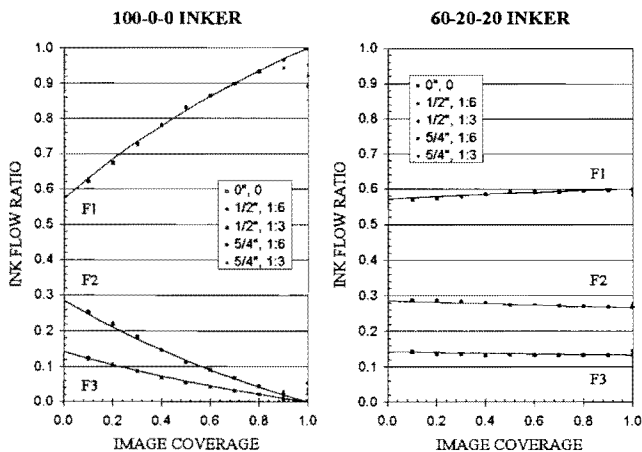 100-0-0 INKER
INK FLOW RATIO
1.0
0.9
0.8
0.7
0.6
0.5
0.4
0.3
0.2
0.1
0.0
F1
F2
F3
0", 0
1/2", 1:6
1/2", 1:3
5/4", 1:6
5/4", 1:3
0.0 0.2 0.4 0.6 0.8 1.0
IMAGE COVERAGE
60-20-20 INKER
INK FLOW RATIO
1.0
0.9
0.8
0.7
0.6
0.5
0.4
0.3
0.2
0.1
0.0
0", 0
1/2", 1:6
1/2", 1:3
5/4", 1:6
5/4", 1:3
F1
F2
F3
0.0 0.2 0.4 0.6 0.8 1.0
IMAGE COVERAGE